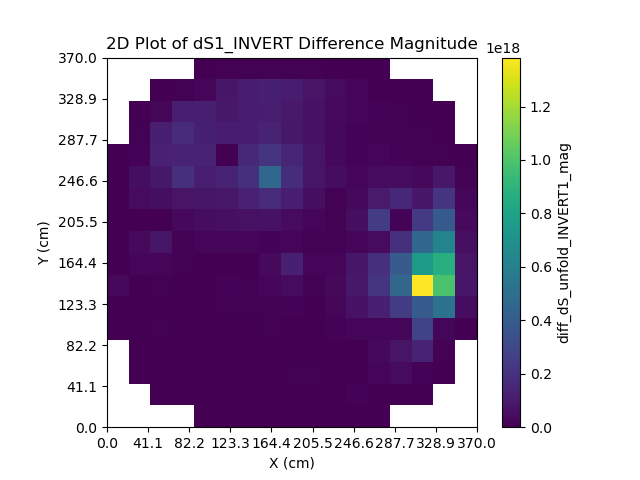 2D Plot of dS1_INVERT Difference Magnitude
1e18
370.0
328.9
287.7
246.6
205.5
164.4
123.3
82.2
41.1
0.0
Y (cm)
0.0 41.1 82.2 123.3 164.4 205.5 246.6 287.7 328.9 370.0
X (cm)
1.2
1.0
0.8
0.6
0.4
0.2
0.0
diff_dS_unfold_INVERT1_mag